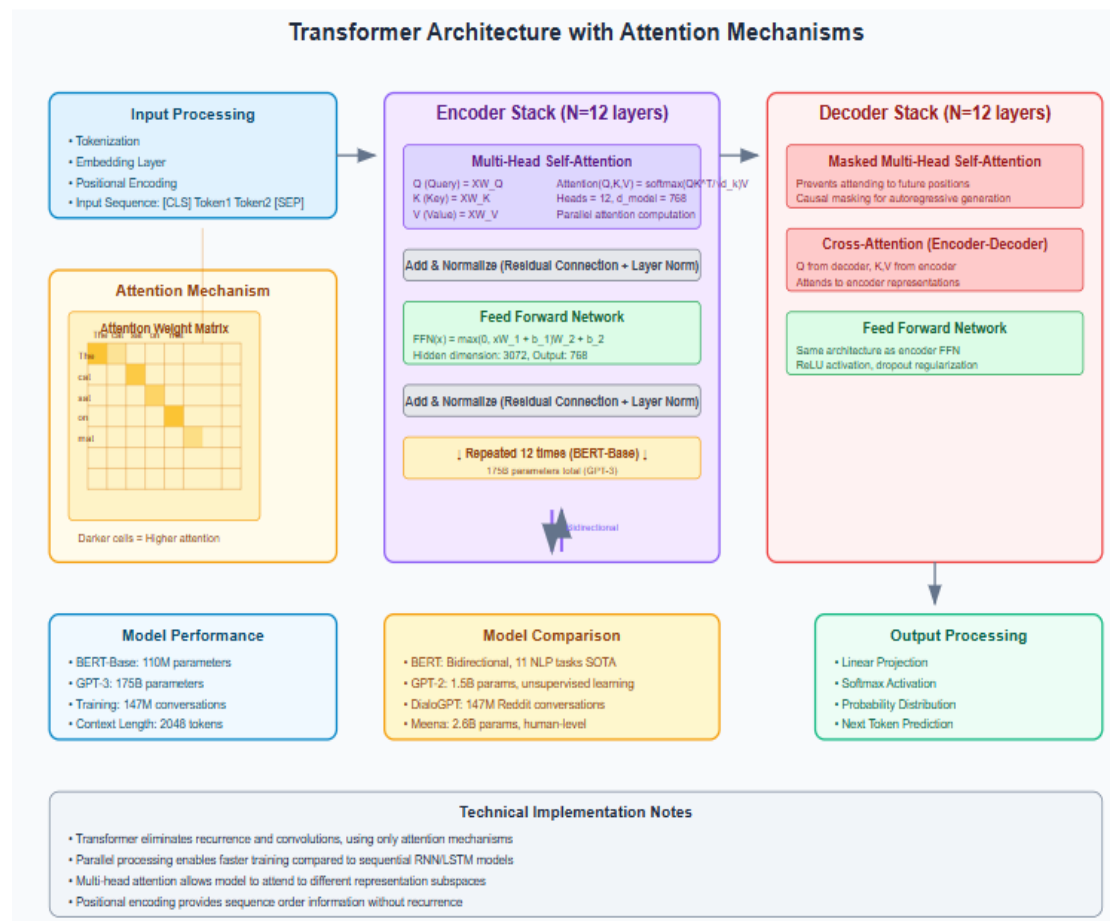 Transformer Architecture with Attention Mechanisms
Input Processing
• Tokenization
• Embedding Layer
• Positional Encoding
• Input Sequence: [CLS] Token1 Token2 [SEP]
Attention Mechanism
Attention Weight Matrix
The cat sat on
The
cat
sat
on
mat
Darker cells = Higher attention
Encoder Stack (N=12 layers)
Multi-Head Self-Attention
Q (Query) = XW_Q
K (Key) = XW_K
V (Value) = XW_V
Attention(Q,K,V) = softmax(QK^T/√d_k)V
Heads = 12, d_model = 768
Parallel attention computation
Add & Normalize (Residual Connection + Layer Norm)
Feed Forward Network
FFN(x) = max(0, xW_1 + b_1)W_2 + b_2
Hidden dimension: 3072, Output: 768
Add & Normalize (Residual Connection + Layer Norm)
↓ Repeated 12 times (BERT-Base) ↓
175B parameters total (GPT-3)
Bidirectional
Decoder Stack (N=12 layers)
Masked Multi-Head Self-Attention
Prevents attending to future positions
Causal masking for autoregressive generation
Cross-Attention (Encoder-Decoder)
Q from decoder, K,V from encoder
Attends to encoder representations
Feed Forward Network
Same architecture as encoder FFN
ReLU activation, dropout regularization
Model Performance
• BERT-Base: 110M parameters
• GPT-3: 175B parameters
• Training: 147M conversations
• Context Length: 2048 tokens
Model Comparison
• BERT: Bidirectional, 11 NLP tasks SOTA
• GPT-2: 1.5B params, unsupervised learning
• DialoGPT: 147M Reddit conversations
• Meena: 2.6B params, human-level
Output Processing
• Linear Projection
• Softmax Activation
• Probability Distribution
• Next Token Prediction
Technical Implementation Notes
• Transformer eliminates recurrence and convolutions, using only attention mechanisms
• Parallel processing enables faster training compared to sequential RNN/LSTM models
• Multi-head attention allows model to attend to different representation subspaces
• Positional encoding provides sequence order information without recurrence